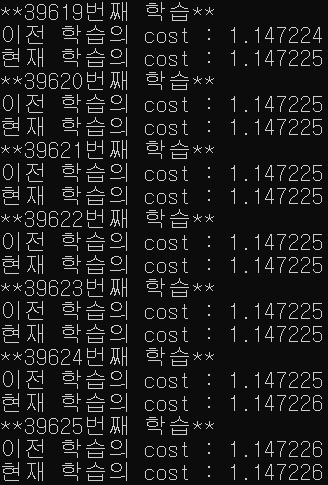 **39619번째 학습**
이전 학습의 cost : 1.147224
현재 학습의 cost : 1.147225
**39620번째 학습**
이전 학습의 cost : 1.147225
현재 학습의 cost : 1.147225
**39621번째 학습**
이전 학습의 cost : 1.147225
현재 학습의 cost : 1.147225
**39622번째 학습**
이전 학습의 cost : 1.147225
현재 학습의 cost : 1.147225
**39623번째 학습**
이전 학습의 cost : 1.147225
현재 학습의 cost : 1.147225
**39624번째 학습**
이전 학습의 cost : 1.147225
현재 학습의 cost : 1.147226
**39625번째 학습**
이전 학습의 cost : 1.147226
현재 학습의 cost : 1.147226